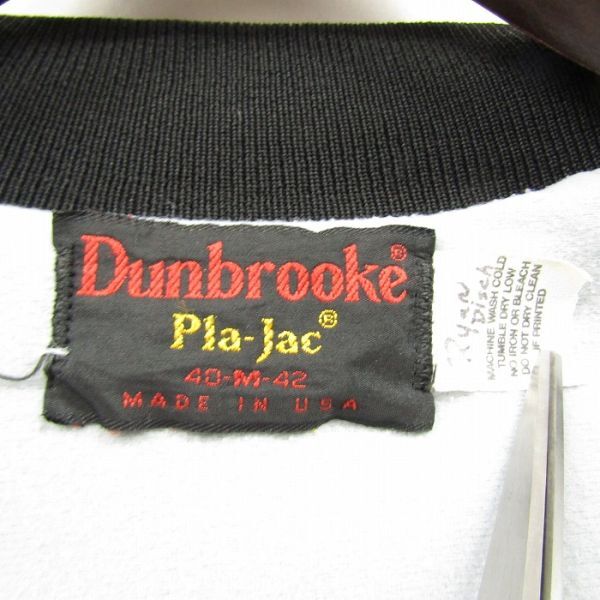 Dunbrooke®
Pla-Jac®
40-M-42
MADE IN USA
Ryan
Disch
MACHINE WASH COLD
TUMBLE DRY LOW
NO IRON OR BLEACH
DO NOT DRY CLEAN
IF PRINTED